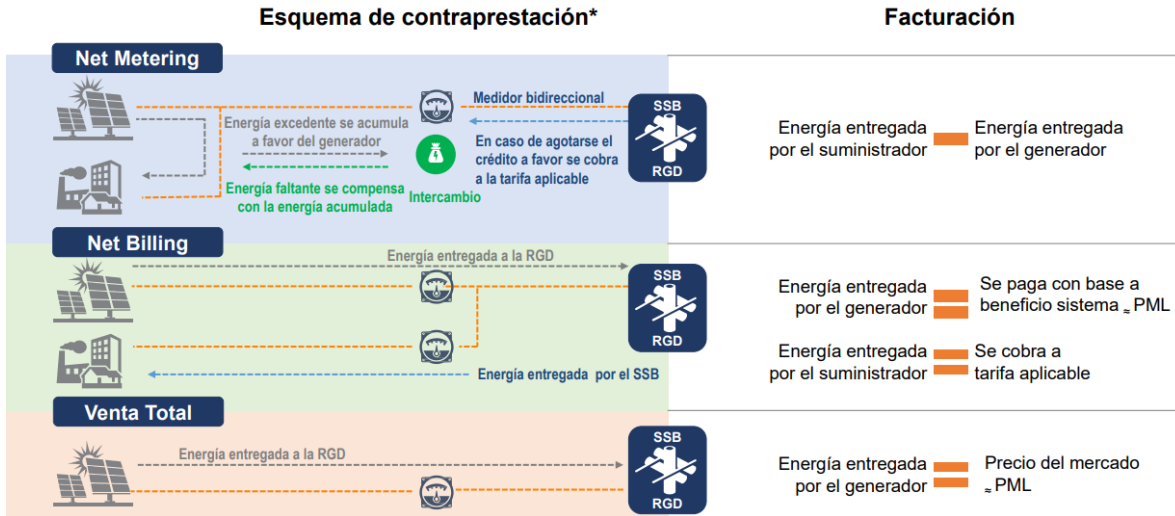 Esquema de contraprestación*
Facturación
Net Metering
Medidor bidireccional
SSB
RGD
Energía excedente se acumula
a favor del generador
En caso de agotarse el
crédito a favor se cobra
a la tarifa aplicable
Energía faltante se compensa
con la energía acumulada
Intercambio
Energía entregada
por el suministrador
Energía entregada
por el generador
Net Billing
Energía entregada a la RGD
SSB
RGD
Energía entregada por el SSB
Energía entregada
por el generador
Se paga con base a
beneficio sistema ≈ PML
Energía entregada
por el suministrador
Se cobra a
tarifa aplicable
Venta Total
Energía entregada a la RGD
SSB
RGD
Energía entregada
por el generador
Precio del mercado
≈ PML